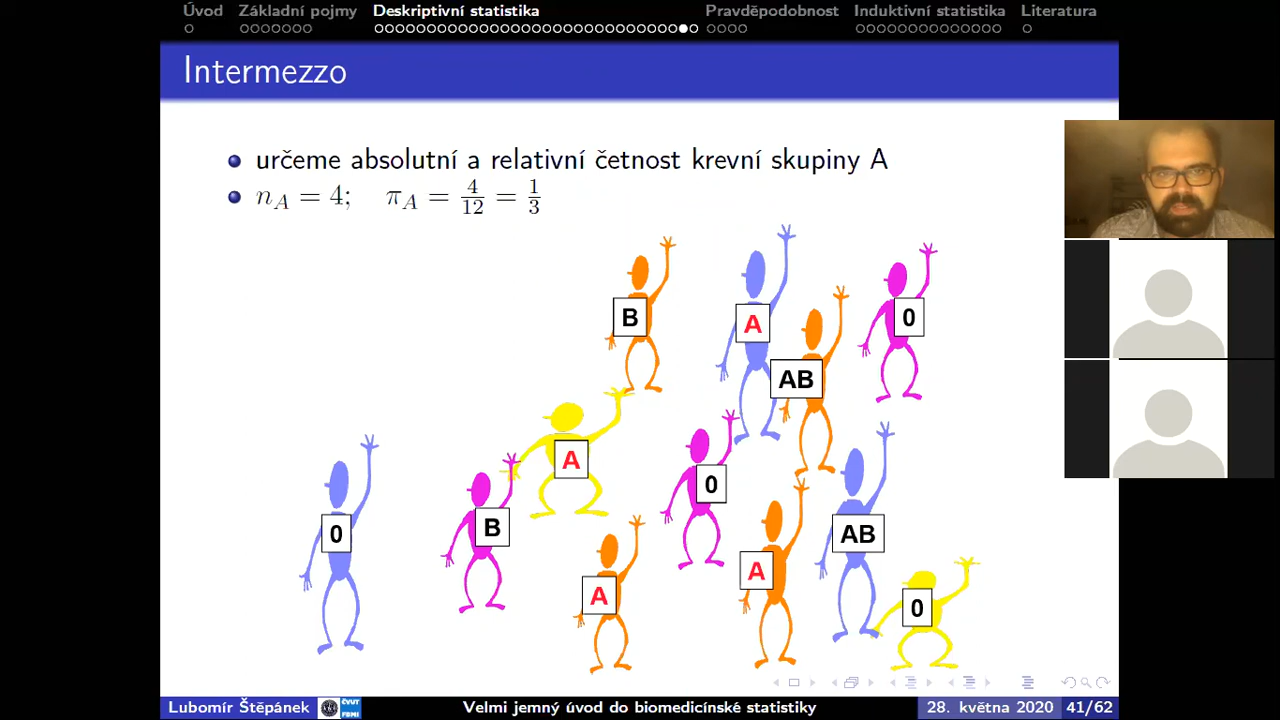 Úvod Základní pojmy Deskriptivní statistika Pravděpodobnost Induktivní statistika Literatura
Intermezzo
určeme absolutní a relativní četnost krevní skupiny A
n_A = 4; π_A = 4/12 = 1/3
B
A
0
AB
A
0
0
B
AB
A
A
0
Lubomír Štěpánek ČVUT FBMI Velmi jemný úvod do biomedicínské statistiky 28. května 2020 41/62